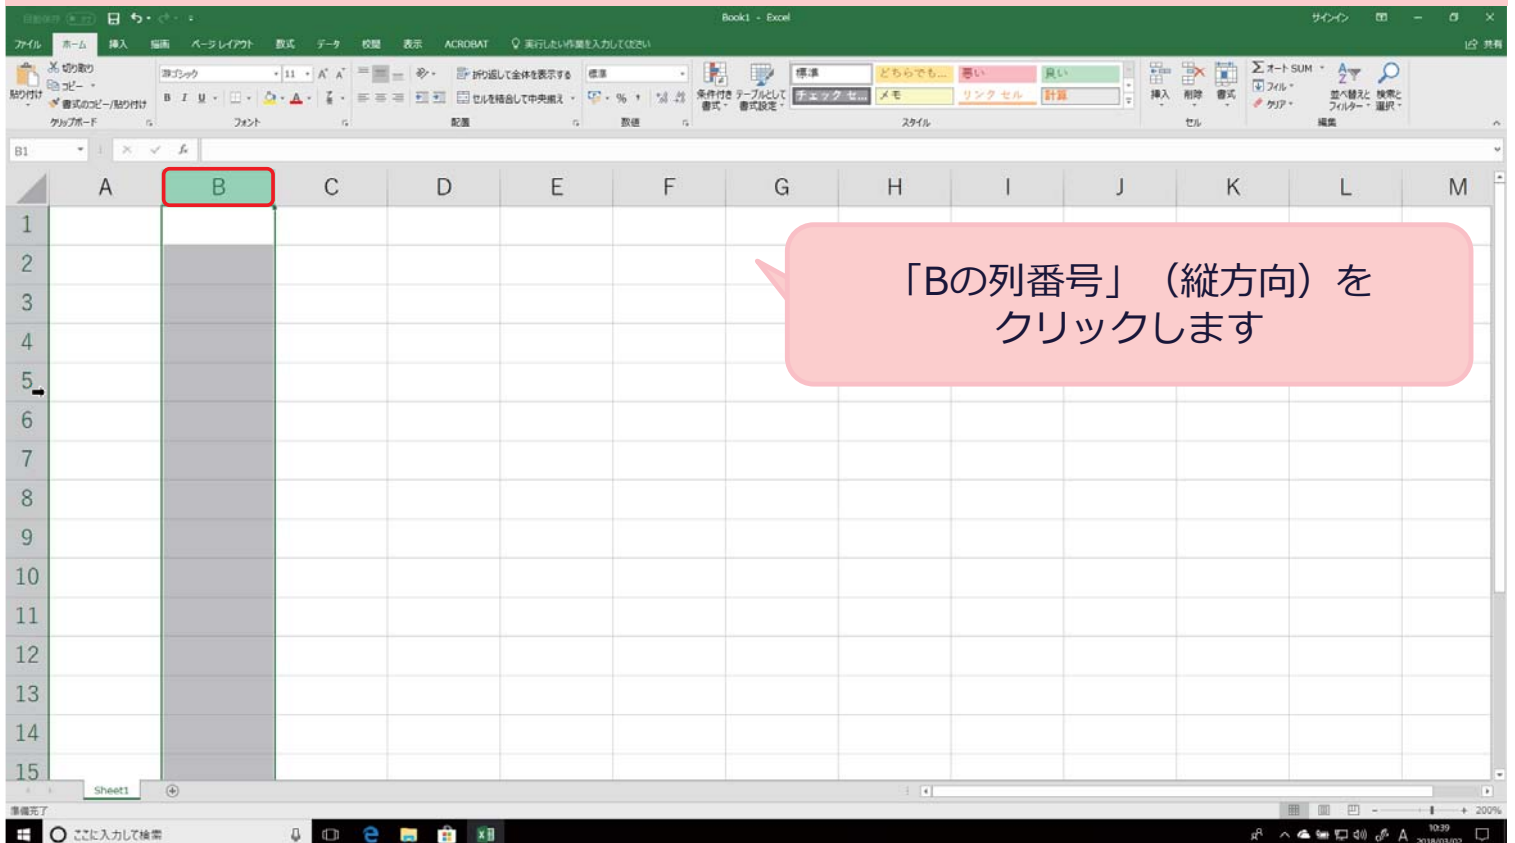 Book1 - Excel
サインイン
ファイル ホーム 挿入 描画 ページ レイアウト 数式 データ 校閲 表示 ACROBAT 実行したい作業を入力してください 共有
切り取り
コピー
書式のコピー/貼り付け
貼り付け
クリップボード
游ゴシック 11
B I U
フォント
折り返して全体を表示する
セルを結合して中央揃え
配置
標準
%
数値
条件付き書式
テーブルとして書式設定
標準 どちらでも... 悪い 良い
チェック セ... メモ リンク セル 計算
スタイル
挿入 削除 書式
セル
Σ オート SUM
フィル
クリア
並べ替えと フィルター
検索と 選択
編集
B1
fx
A B C D E F G H I J K L M
1
2
3
4
5
6
7
8
9
10
11
12
13
14
15
「Bの列番号」(縦方向)を
クリックします
Sheet1
準備完了
200%
ここに入力して検索
A
10:39
2018/03/02